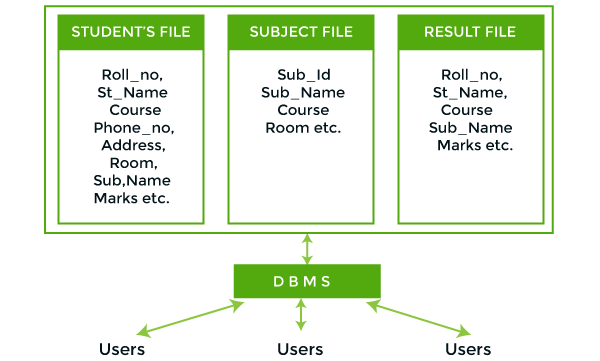 STUDENT'S FILE
Roll_no,
St_Name
Course
Phone_no,
Address,
Room,
Sub,Name
Marks etc.
SUBJECT FILE
Sub_Id
Sub_Name
Course
Room etc.
RESULT FILE
Roll_no,
St_Name,
Course
Sub_Name
Marks etc.
DBMS
Users
Users
Users